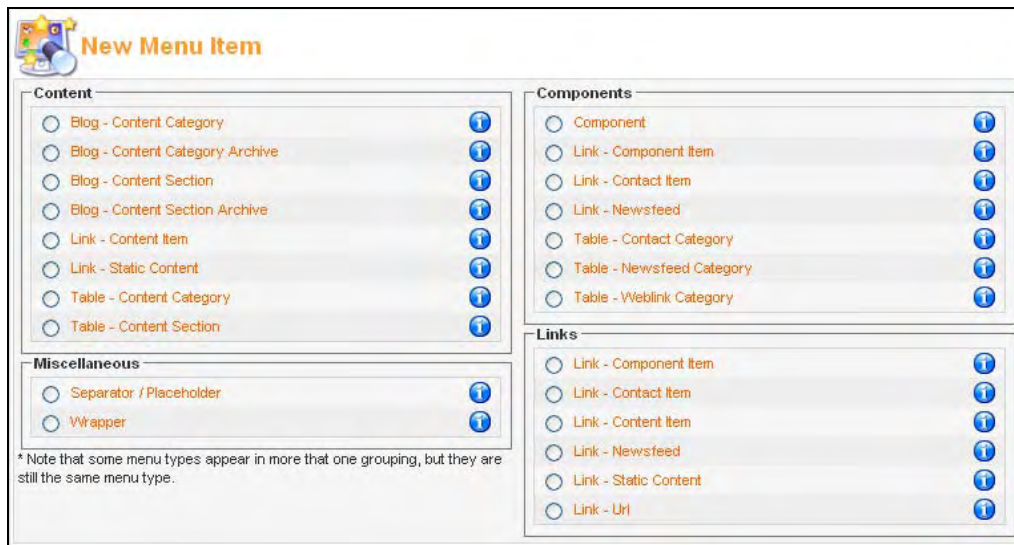 New Menu Item
Content
Blog - Content Category
Blog - Content Category Archive
Blog - Content Section
Blog - Content Section Archive
Link - Content Item
Link - Static Content
Table - Content Category
Table - Content Section
Miscellaneous
Separator / Placeholder
Wrapper
* Note that some menu types appear in more that one grouping, but they are
still the same menu type.
Components
Component
Link - Component Item
Link - Contact Item
Link - Newsfeed
Table - Contact Category
Table - Newsfeed Category
Table - Weblink Category
Links
Link - Component Item
Link - Contact Item
Link - Content Item
Link - Newsfeed
Link - Static Content
Link - Url